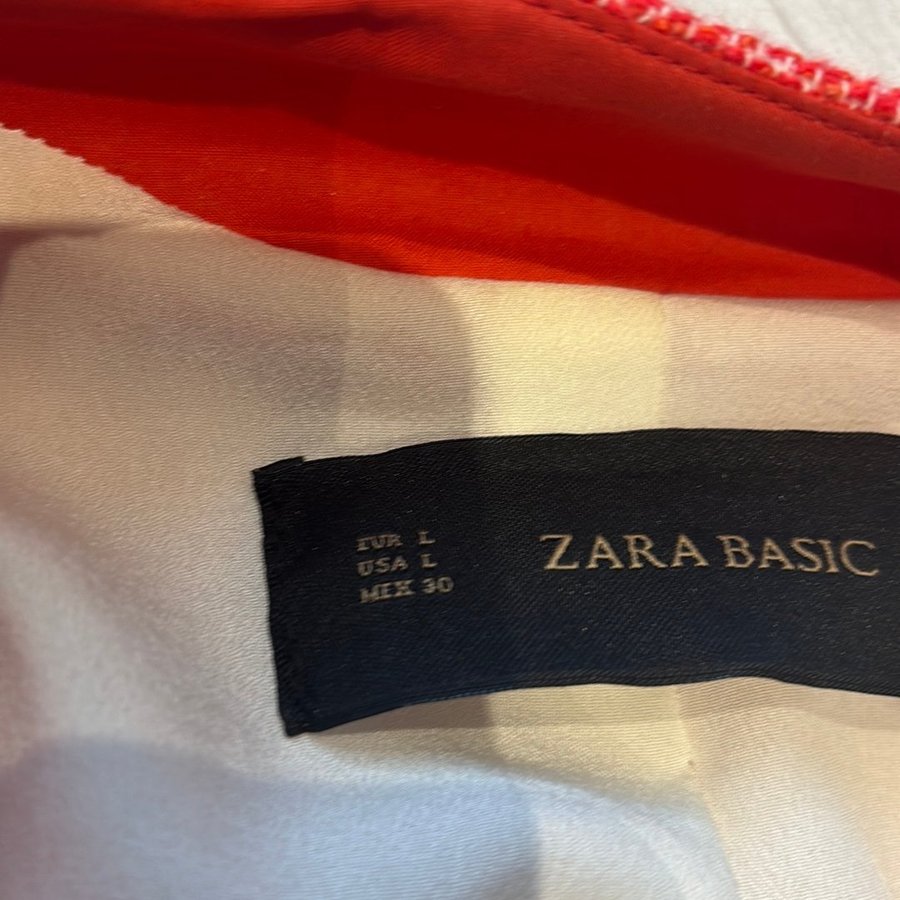 EUR L
USA L
MEX 30
ZARA BASIC